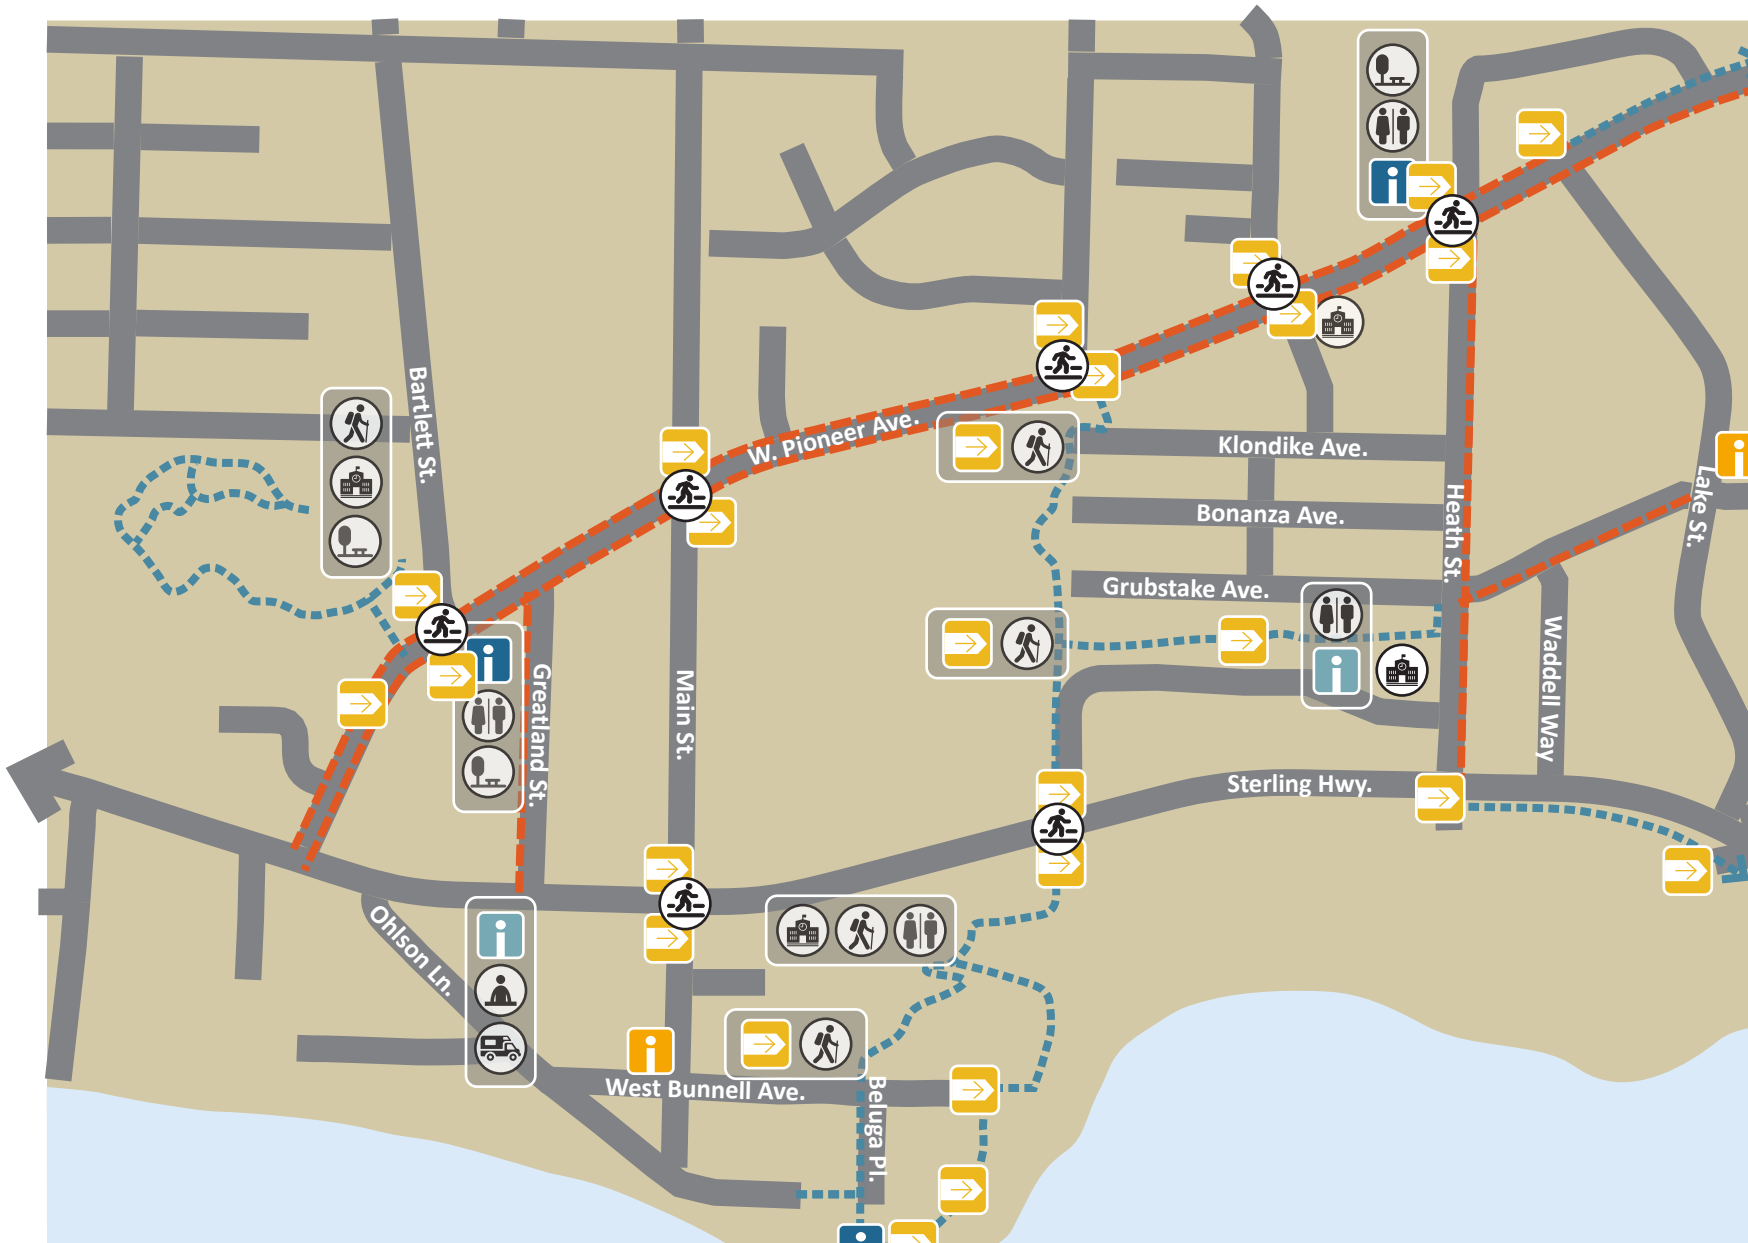 Bartlett St.
W. Pioneer Ave.
Klondike Ave.
Bonanza Ave.
Grubstake Ave.
Heath St.
Lake St.
Waddell Way
Greatland St.
Main St.
Sterling Hwy.
Ohlson Ln.
West Bunnell Ave.
Beluga Pl.
i
i
i
i
i
i
i